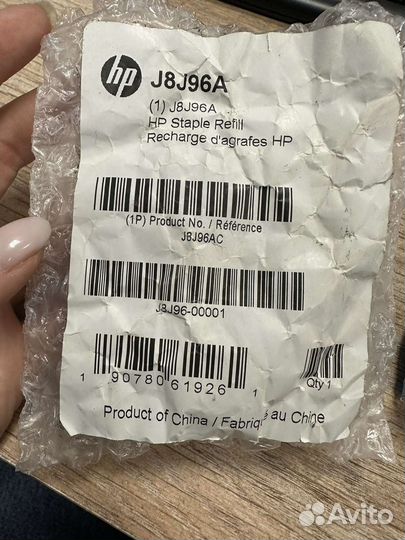 hp J8J96A
(1) J8J96A
HP Staple Refill
Recharge d'agrafes HP
(1P) Product No. / Référence
J8J96AC
J8J96-00001
1 90780 61926 1
Qty 1
Product of China / Fabriqué au Chine
Avito